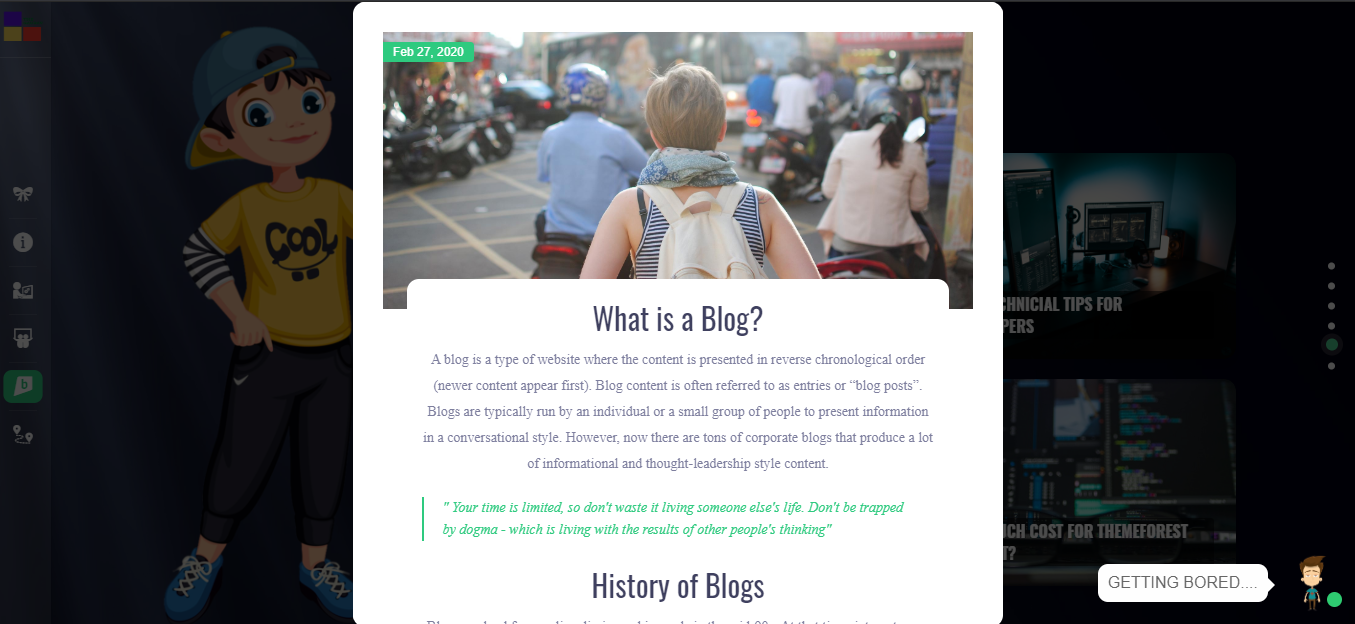 Feb 27, 2020
COOL
What is a Blog?
A blog is a type of website where the content is presented in reverse chronological order
(newer content appear first). Blog content is often referred to as entries or “blog posts”.
Blogs are typically run by an individual or a small group of people to present information
in a conversational style. However, now there are tons of corporate blogs that produce a lot
of informational and thought-leadership style content.
" Your time is limited, so don't waste it living someone else's life. Don't be trapped
by dogma - which is living with the results of other people's thinking"
History of Blogs
CHNICIAL TIPS FOR
PERS
UCH COST FOR THEMEFOREST
T?
GETTING BORED....